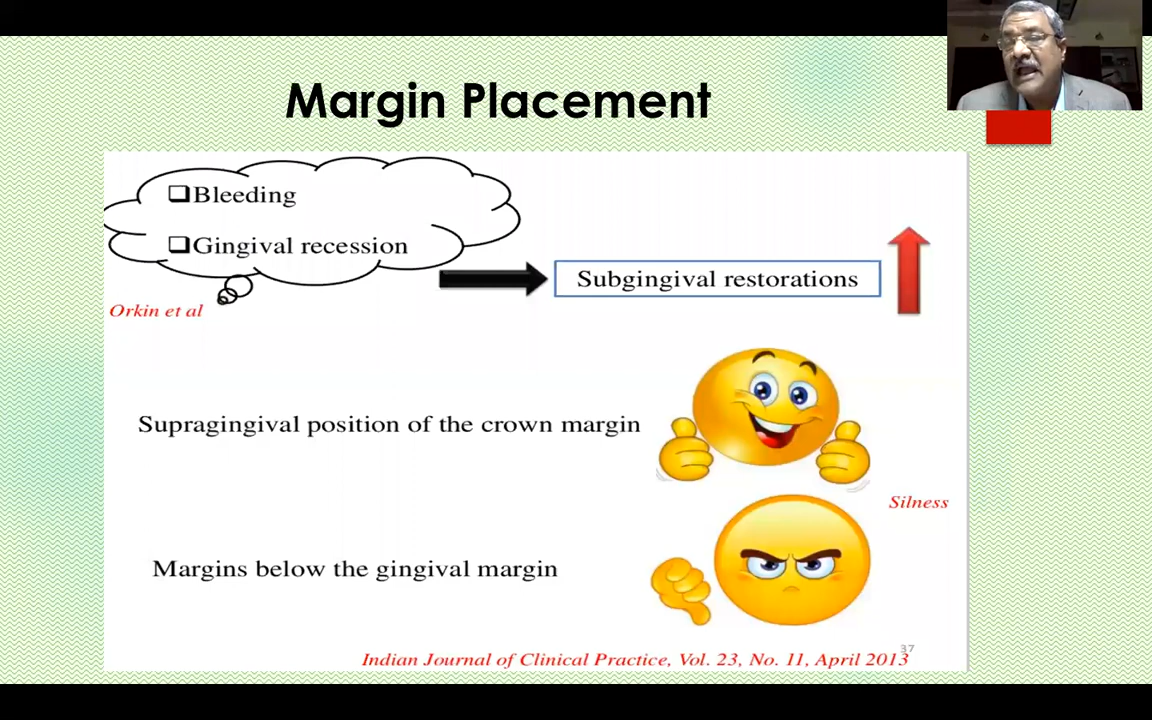 Margin Placement
❑Bleeding
❑Gingival recession
Subgingival restorations
Orkin et al
Supragingival position of the crown margin
Silness
Margins below the gingival margin
37
Indian Journal of Clinical Practice, Vol. 23, No. 11, April 2013